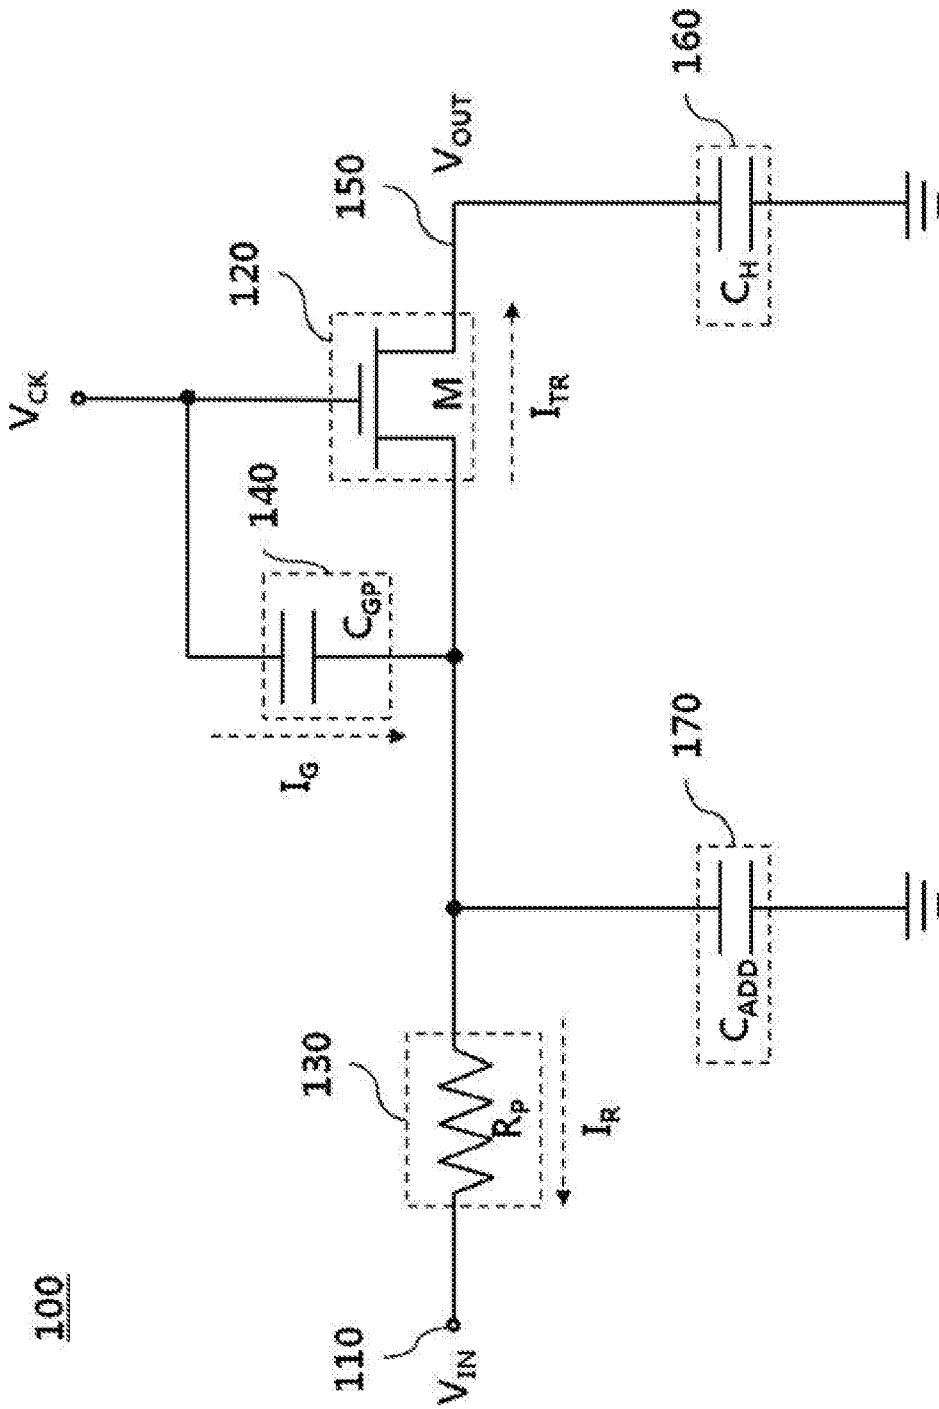 100
V_CK
120
140
150
V_OUT
160
130
I_G
C_GP
M
I_TR
170
C_H
110
V_IN
R_P
I_R
C_ADD